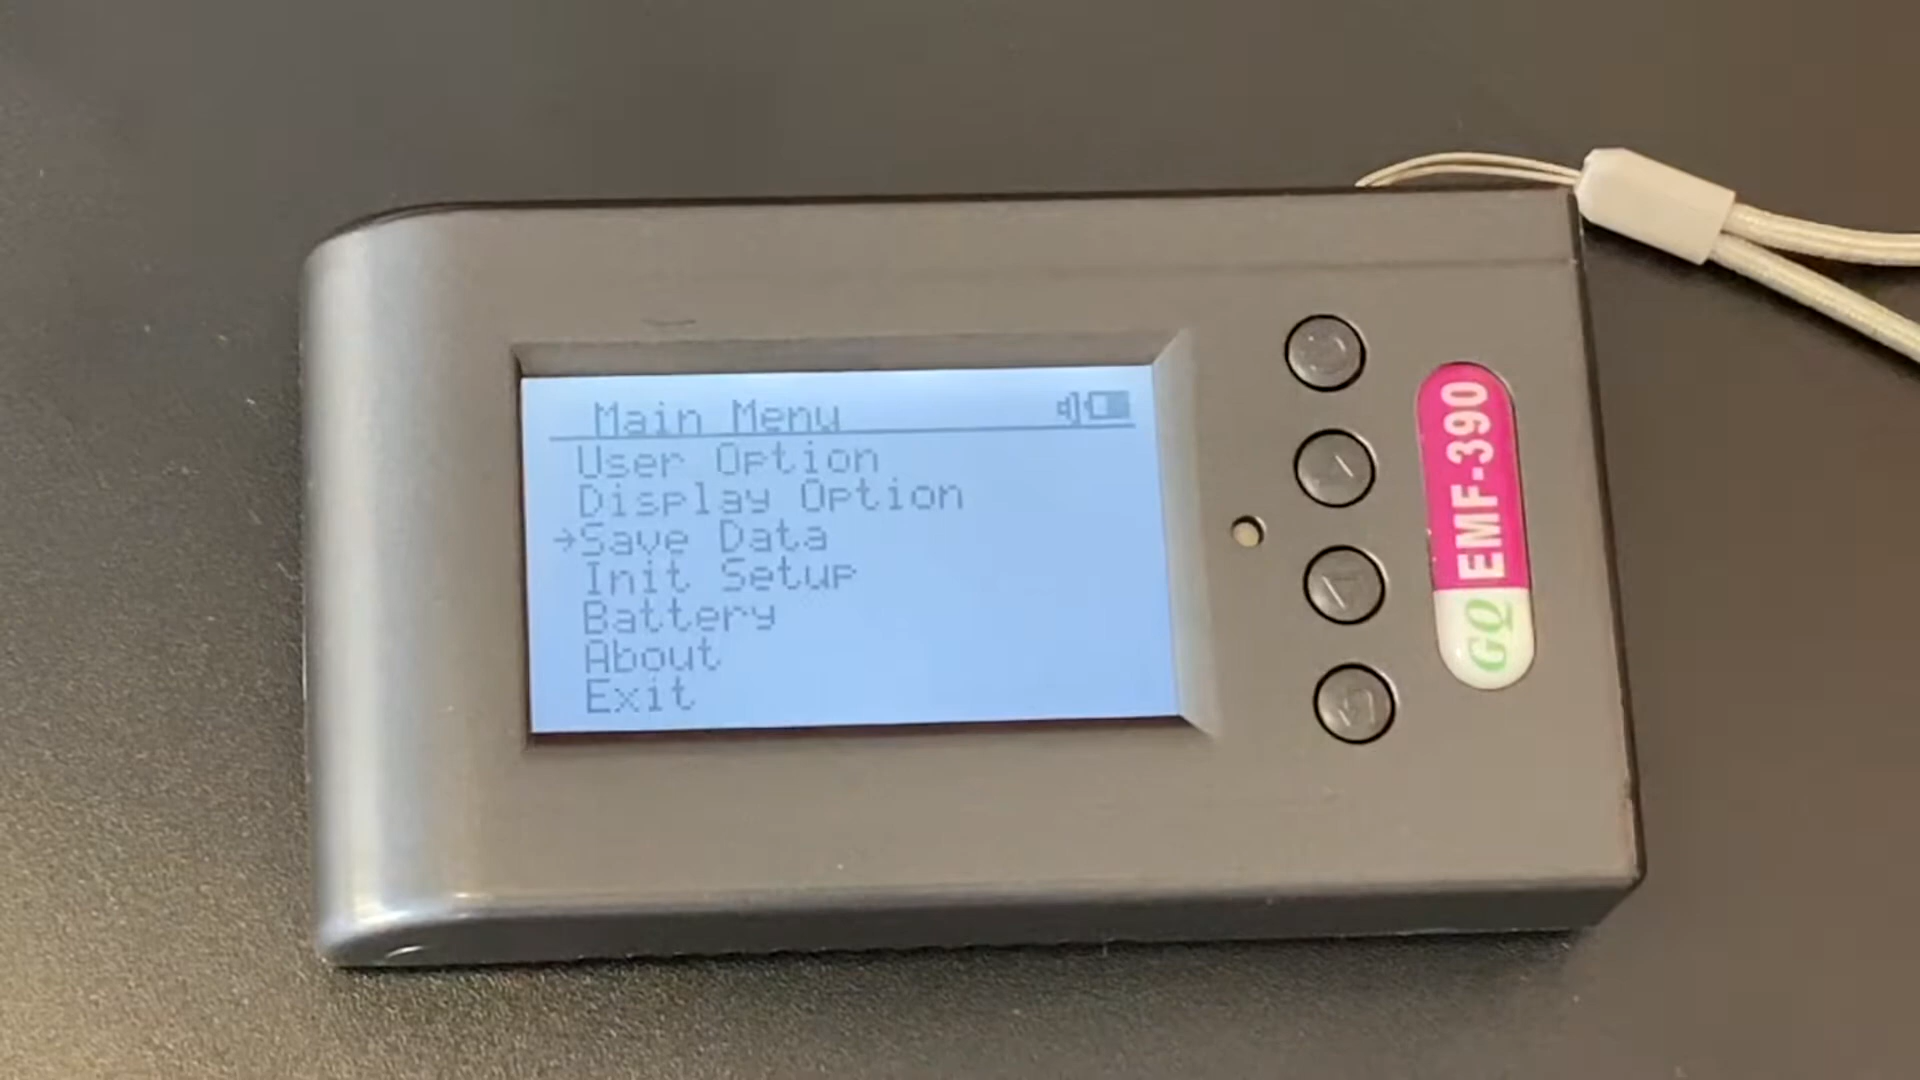 Main Menu
User Option
Display Option
→Save Data
Init Setup
Battery
About
Exit
GQ EMF-390